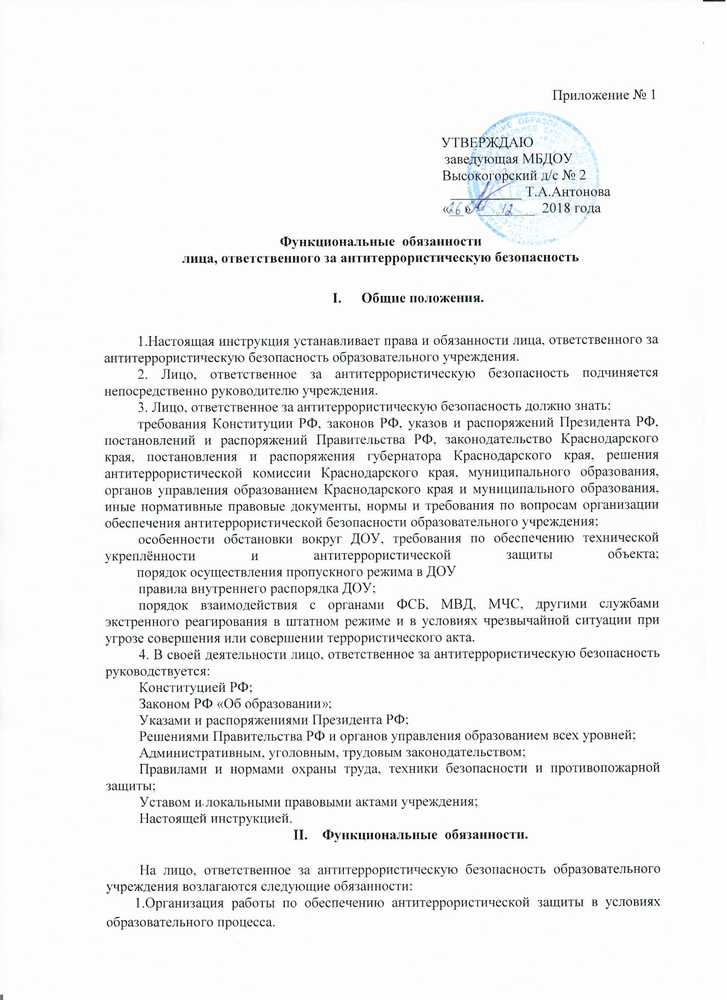 Приложение № 1
УТВЕРЖДАЮ
заведующая МБДОУ
Высокогорский д/с № 2
__________ Т.А.Антонова
«26» 12 2018 года
Функциональные обязанности
лица, ответственного за антитеррористическую безопасность
I. Общие положения.
1.Настоящая инструкция устанавливает права и обязанности лица, ответственного за
антитеррористическую безопасность образовательного учреждения.
2. Лицо, ответственное за антитеррористическую безопасность подчиняется
непосредственно руководителю учреждения.
3. Лицо, ответственное за антитеррористическую безопасность должно знать:
требования Конституции РФ, законов РФ, указов и распоряжений Президента РФ,
постановлений и распоряжений Правительства РФ, законодательство Краснодарского
края, постановления и распоряжения губернатора Краснодарского края, решения
антитеррористической комиссии Краснодарского края, муниципального образования,
органов управления образованием Краснодарского края и муниципального образования,
иные нормативные правовые документы, нормы и требования по вопросам организации
обеспечения антитеррористической безопасности образовательного учреждения;
особенности обстановки вокруг ДОУ, требования по обеспечению технической
укреплённости и антитеррористической защиты объекта;
порядок осуществления пропускного режима в ДОУ
правила внутреннего распорядка ДОУ;
порядок взаимодействия с органами ФСБ, МВД, МЧС, другими службами
экстренного реагирования в штатном режиме и в условиях чрезвычайной ситуации при
угрозе совершения или совершении террористического акта.
4. В своей деятельности лицо, ответственное за антитеррористическую безопасность
руководствуется:
Конституцией РФ;
Законом РФ «Об образовании»;
Указами и распоряжениями Президента РФ;
Решениями Правительства РФ и органов управления образованием всех уровней;
Административным, уголовным, трудовым законодательством;
Правилами и нормами охраны труда, техники безопасности и противопожарной
защиты;
Уставом и локальными правовыми актами учреждения;
Настоящей инструкцией.
II. Функциональные обязанности.
На лицо, ответственное за антитеррористическую безопасность образовательного
учреждения возлагаются следующие обязанности:
1.Организация работы по обеспечению антитеррористической защиты в условиях
образовательного процесса.